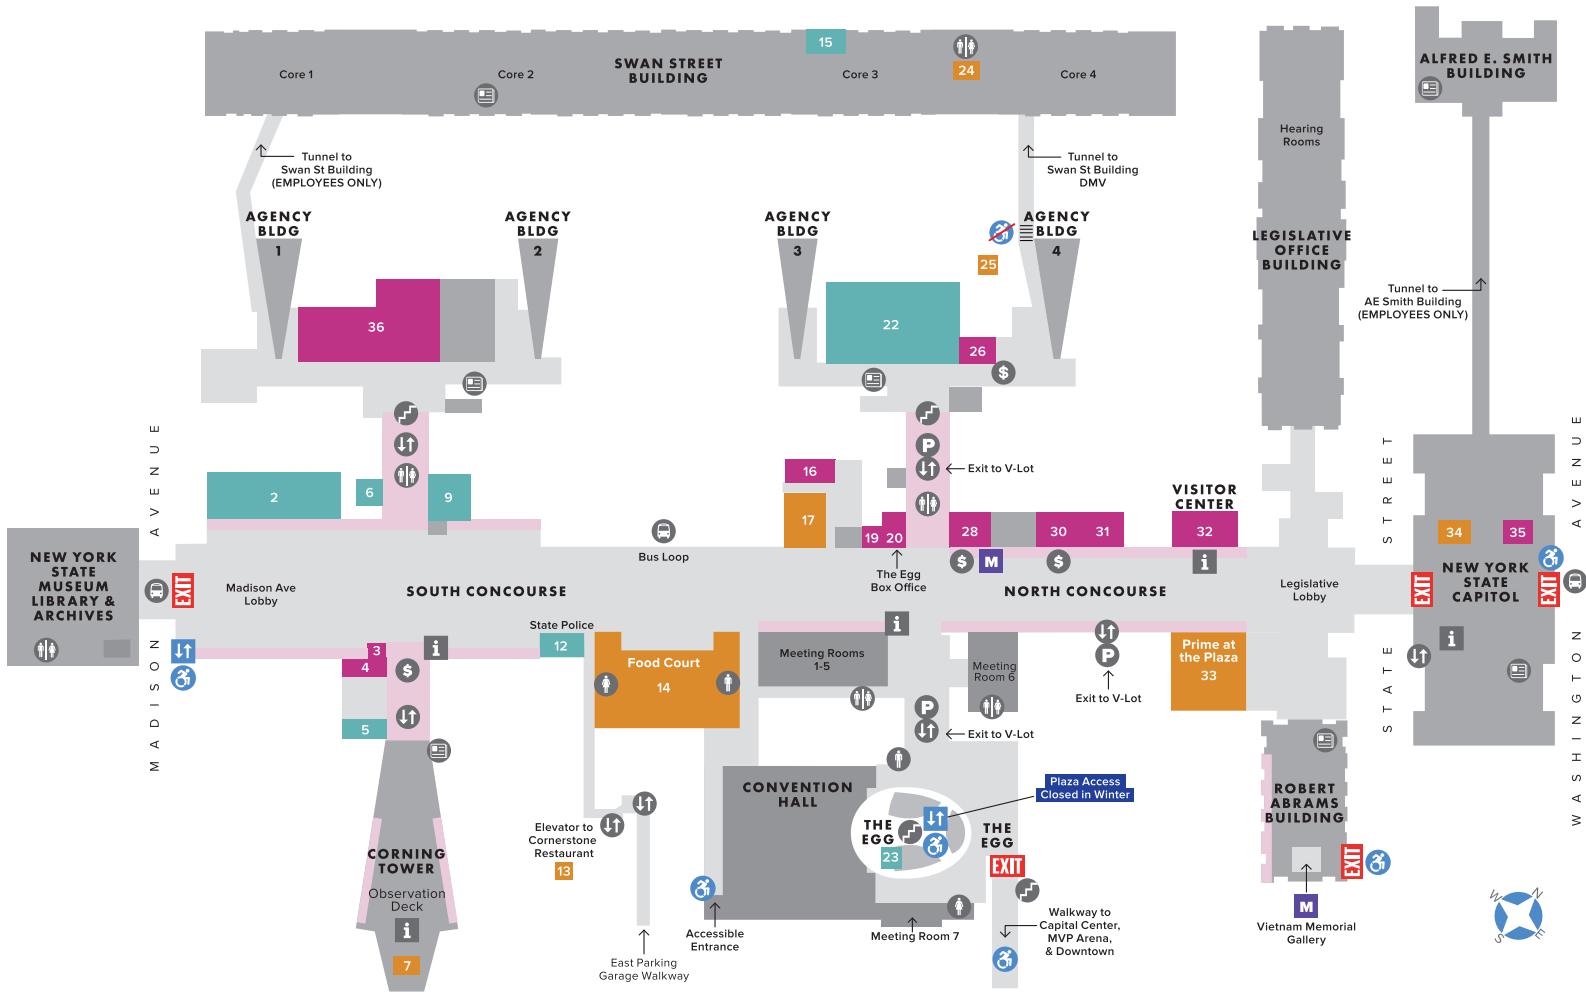 SWAN STREET
BUILDING
Core 1
Core 2
Core 3
Core 4
15
24
ALFRED E. SMITH
BUILDING
Hearing
Rooms
Tunnel to
Swan St Building
(EMPLOYEES ONLY)
Tunnel to
Swan St Building
DMV
AGENCY
BLDG
1
AGENCY
BLDG
2
AGENCY
BLDG
3
AGENCY
BLDG
4
25
LEGISLATIVE
OFFICE
BUILDING
Tunnel to
AE Smith Building
(EMPLOYEES ONLY)
36
22
26
$
P
Exit to V-Lot
MADISON AVENUE
2
6
9
16
17
19
20
28
30
31
VISITOR
CENTER
32
STATE STREET
34
35
WASHINGTON AVENUE
NEW YORK
STATE
MUSEUM
LIBRARY &
ARCHIVES
EXIT
Madison Ave
Lobby
SOUTH CONCOURSE
Bus Loop
The Egg
Box Office
$
M
$
i
NORTH CONCOURSE
Legislative
Lobby
EXIT
NEW YORK
STATE
CAPITOL
EXIT
i
3
4
5
$
i
State Police
12
Food Court
14
Meeting Rooms
1-5
i
Meeting
Room 6
P
Exit to V-Lot
Prime at
the Plaza
33
P
Exit to V-Lot
CONVENTION
HALL
THE
EGG
23
THE
EGG
EXIT
Plaza Access
Closed in Winter
ROBERT
ABRAMS
BUILDING
EXIT
M
Vietnam Memorial
Gallery
Elevator to
Cornerstone
Restaurant
13
CORNING
TOWER
Observation
Deck
i
7
East Parking
Garage Walkway
Accessible
Entrance
Meeting Room 7
Walkway to
Capital Center,
MVP Arena,
& Downtown
W
N
S
E